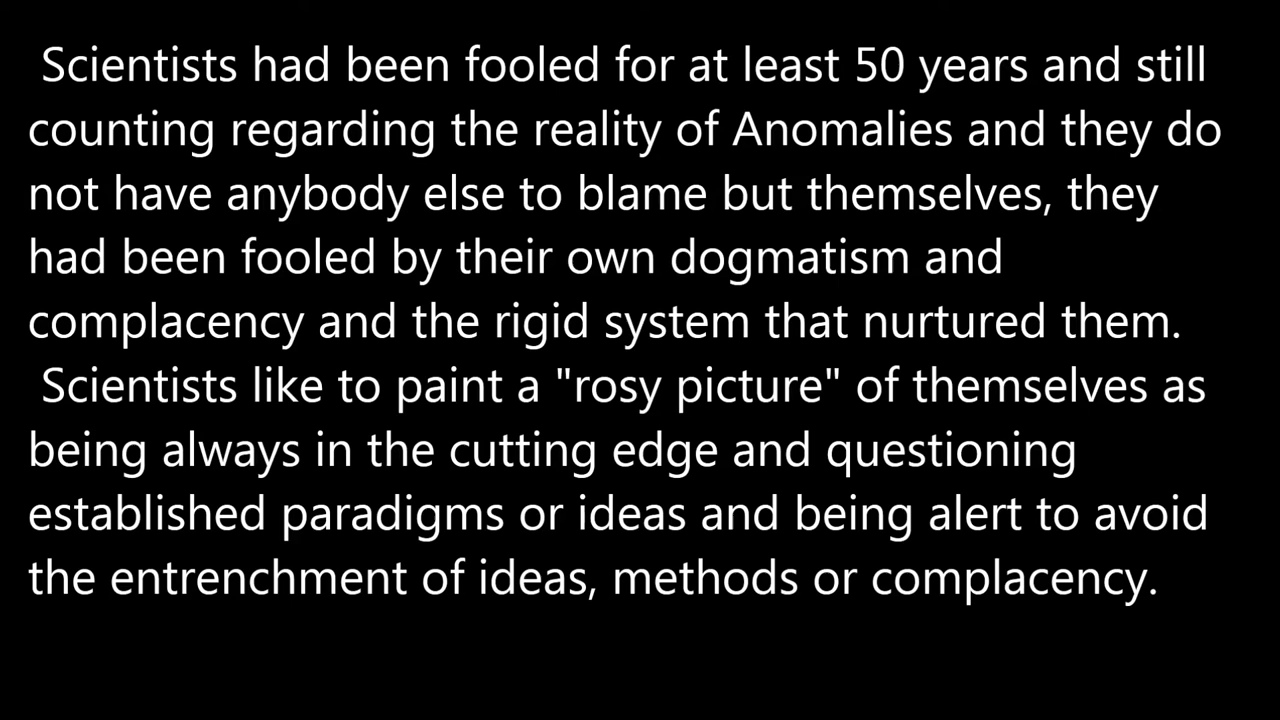 Scientists had been fooled for at least 50 years and still
counting regarding the reality of Anomalies and they do
not have anybody else to blame but themselves, they
had been fooled by their own dogmatism and
complacency and the rigid system that nurtured them.
Scientists like to paint a "rosy picture" of themselves as
being always in the cutting edge and questioning
established paradigms or ideas and being alert to avoid
the entrenchment of ideas, methods or complacency.